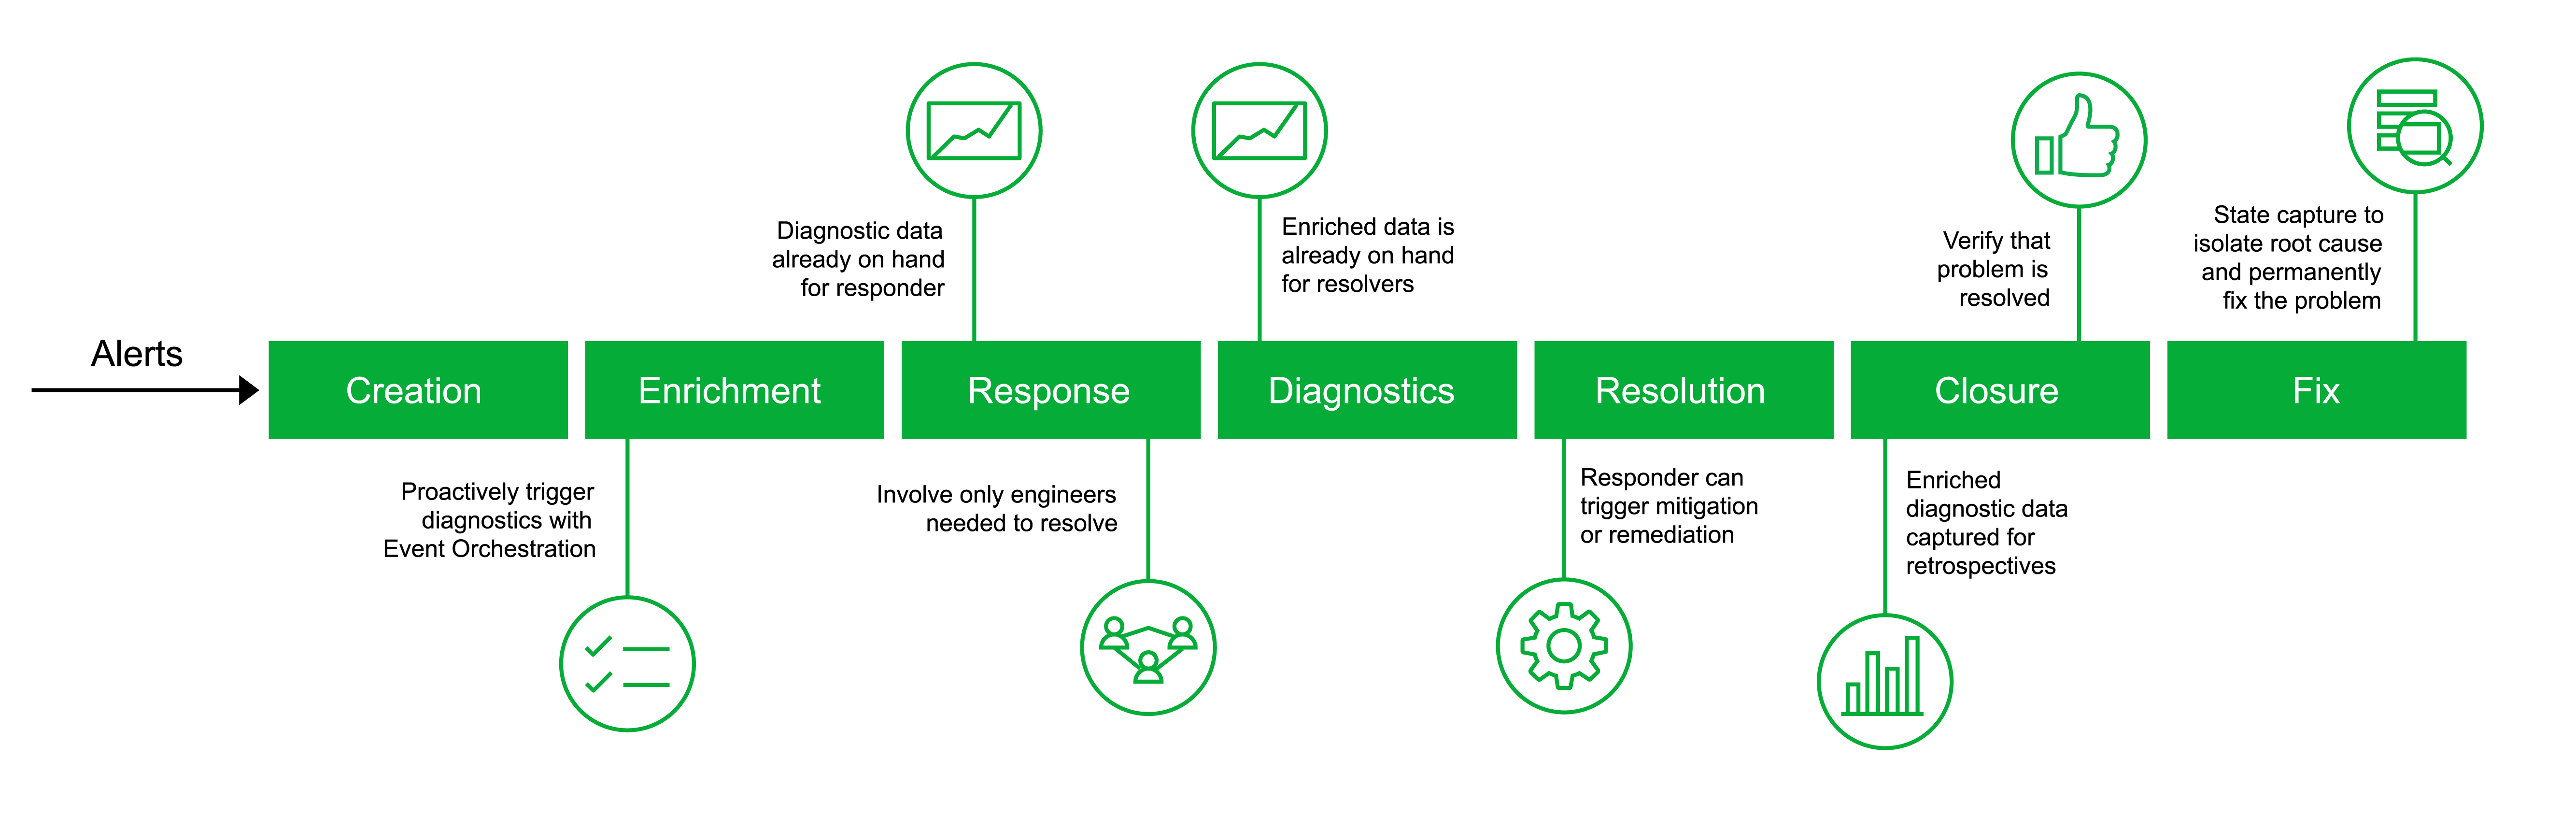 Diagnostic data
already on hand
for responder
Enriched data is
already on hand
for resolvers
Verify that
problem is
resolved
State capture to
isolate root cause
and permanently
fix the problem
Alerts
Creation
Enrichment
Response
Diagnostics
Resolution
Closure
Fix
Proactively trigger
diagnostics with
Event Orchestration
Involve only engineers
needed to resolve
Responder can
trigger mitigation
or remediation
Enriched
diagnostic data
captured for
retrospectives